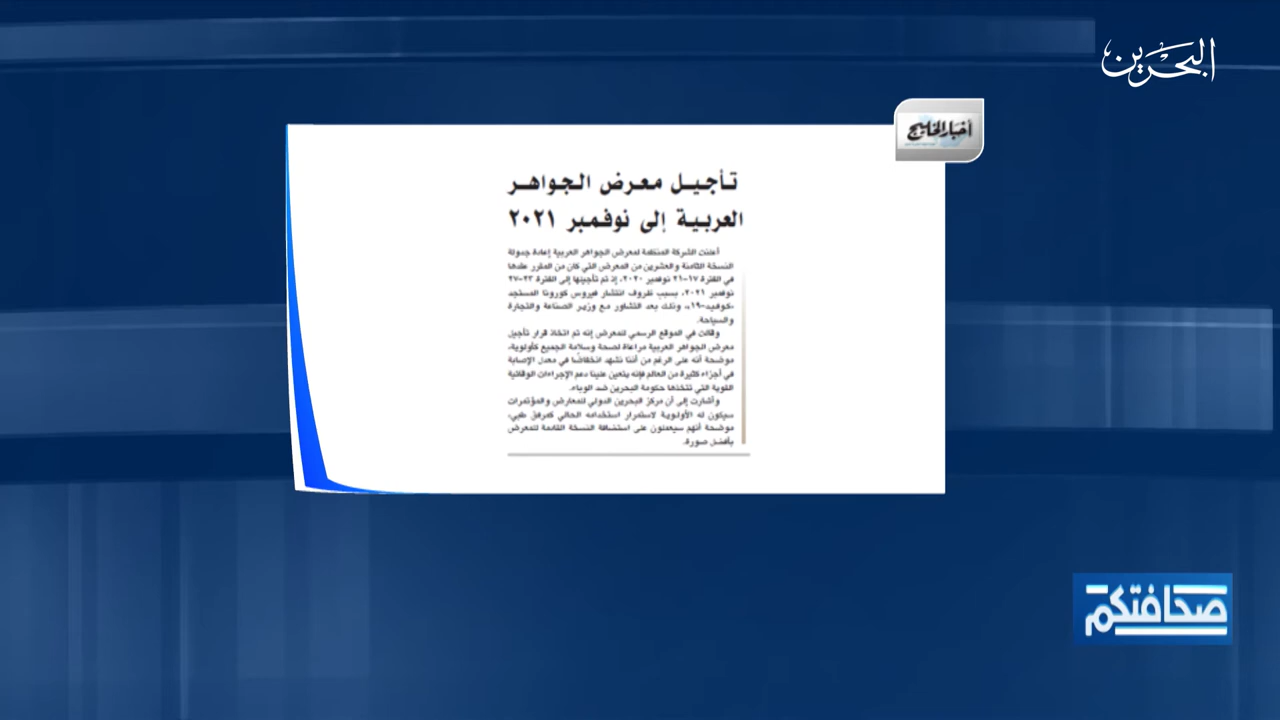 البحرين
أخبار الخليج
تأجيل معرض الجواهر
العربية إلى نوفمبر ٢٠٢١
أعلنت الشركة المنظمة لمعرض الجواهر العربية إعادة جدولة
النسخة الثامنة والعشرين من المعرض التي كان من المقرر عقدها
في الفترة ١٧-٢١ نوفمبر ٢٠٢٠، إذ تم تأجيلها إلى الفترة ٢٣-٢٧
نوفمبر ٢٠٢١، بسبب ظروف انتشار فيروس كورونا المستجد
«كوفيد-١٩»، وذلك بعد التشاور مع وزير الصناعة والتجارة
والسياحة.
وقالت في الموقع الرسمي للمعرض إنه تم اتخاذ قرار تأجيل
معرض الجواهر العربية مراعاة لصحة وسلامة الجميع كأولوية،
موضحة أنه على الرغم من أننا نشهد انخفاضًا في معدل الإصابة
في أجزاء كثيرة من العالم فإنه يتعين علينا دعم الإجراءات الوقائية
القوية التي تتخذها حكومة البحرين ضد الوباء.
وأشارت إلى أن مركز البحرين الدولي للمعارض والمؤتمرات
سيكون له الأولوية لاستمرار استخدامه الحالي كمرفق طبي،
موضحة أنهم سيعملون على استضافة النسخة القادمة للمعرض
بأفضل صورة.
صحافتكم